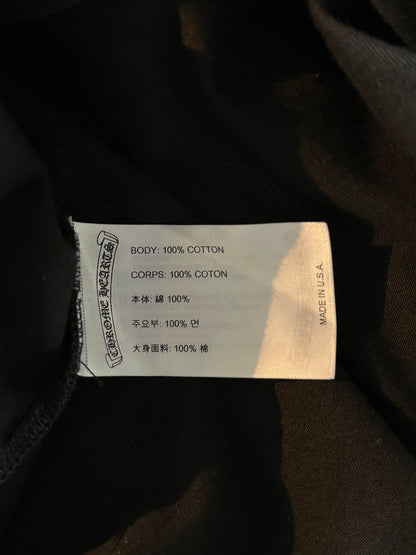 CHROME HEARTS
BODY: 100% COTTON
CORPS: 100% COTON
本体: 綿 100%
주요부: 100% 면
大身面料: 100% 棉
MADE IN U.S.A.